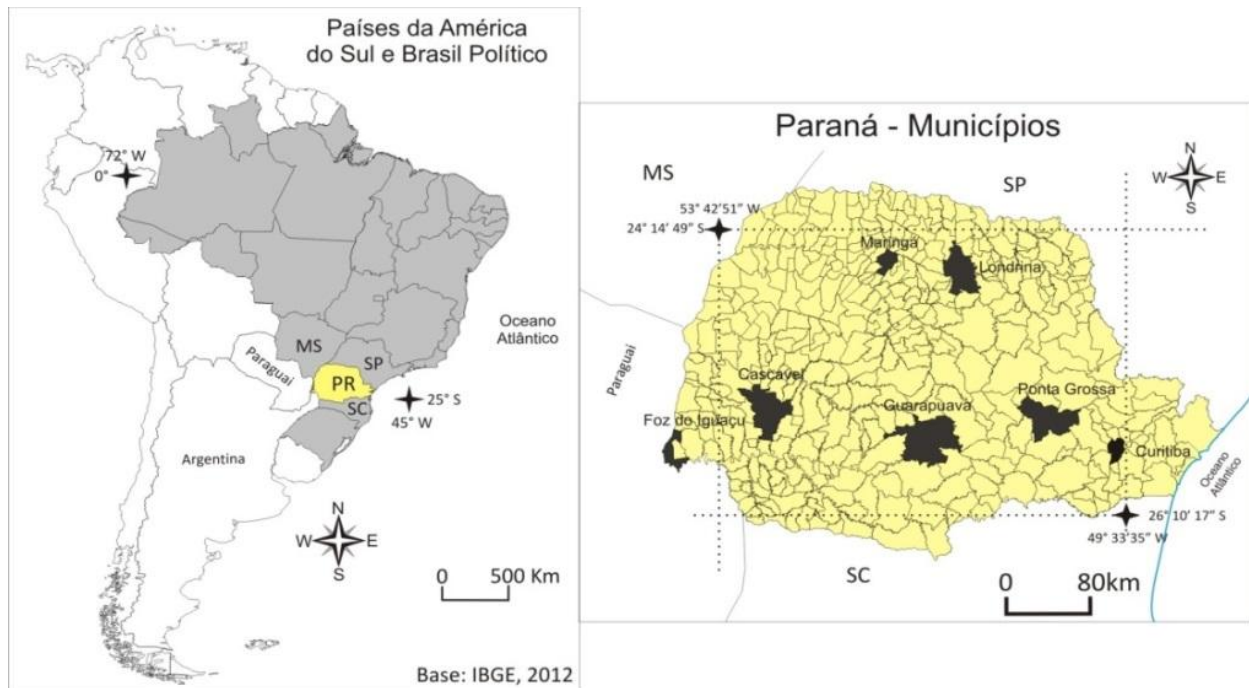 Países da América
do Sul e Brasil Político
72° W
0°
Oceano
Atlântico
MS
SP
Paraguai
PR
SC
25° S
45° W
Argentina
N
W E
S
0 500 Km
Base: IBGE, 2012
Paraná - Municípios
MS
SP
N
W E
S
53° 42'51" W
24° 14' 49" S
Maringá
Londrina
Paraguai
Cascavel
Ponta Grossa
Foz do Iguaçu
Guarapuava
Curitiba
Oceano
Atlântico
26° 10' 17" S
49° 33'35" W
SC
0 80km